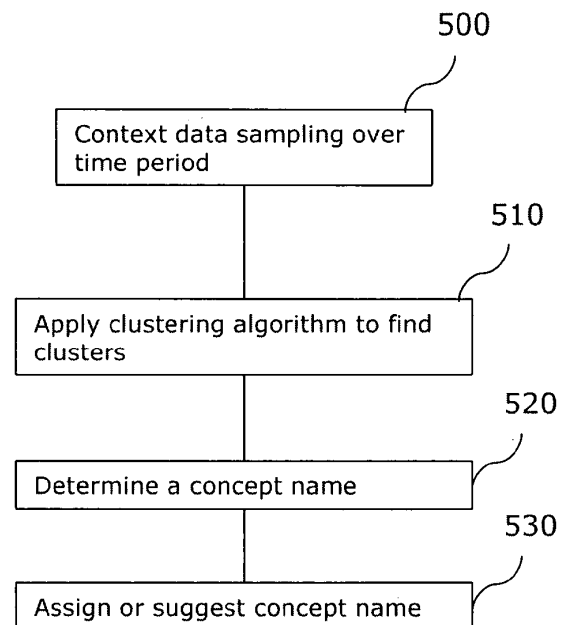 500
Context data sampling over
time period
510
Apply clustering algorithm to find
clusters
520
Determine a concept name
530
Assign or suggest concept name